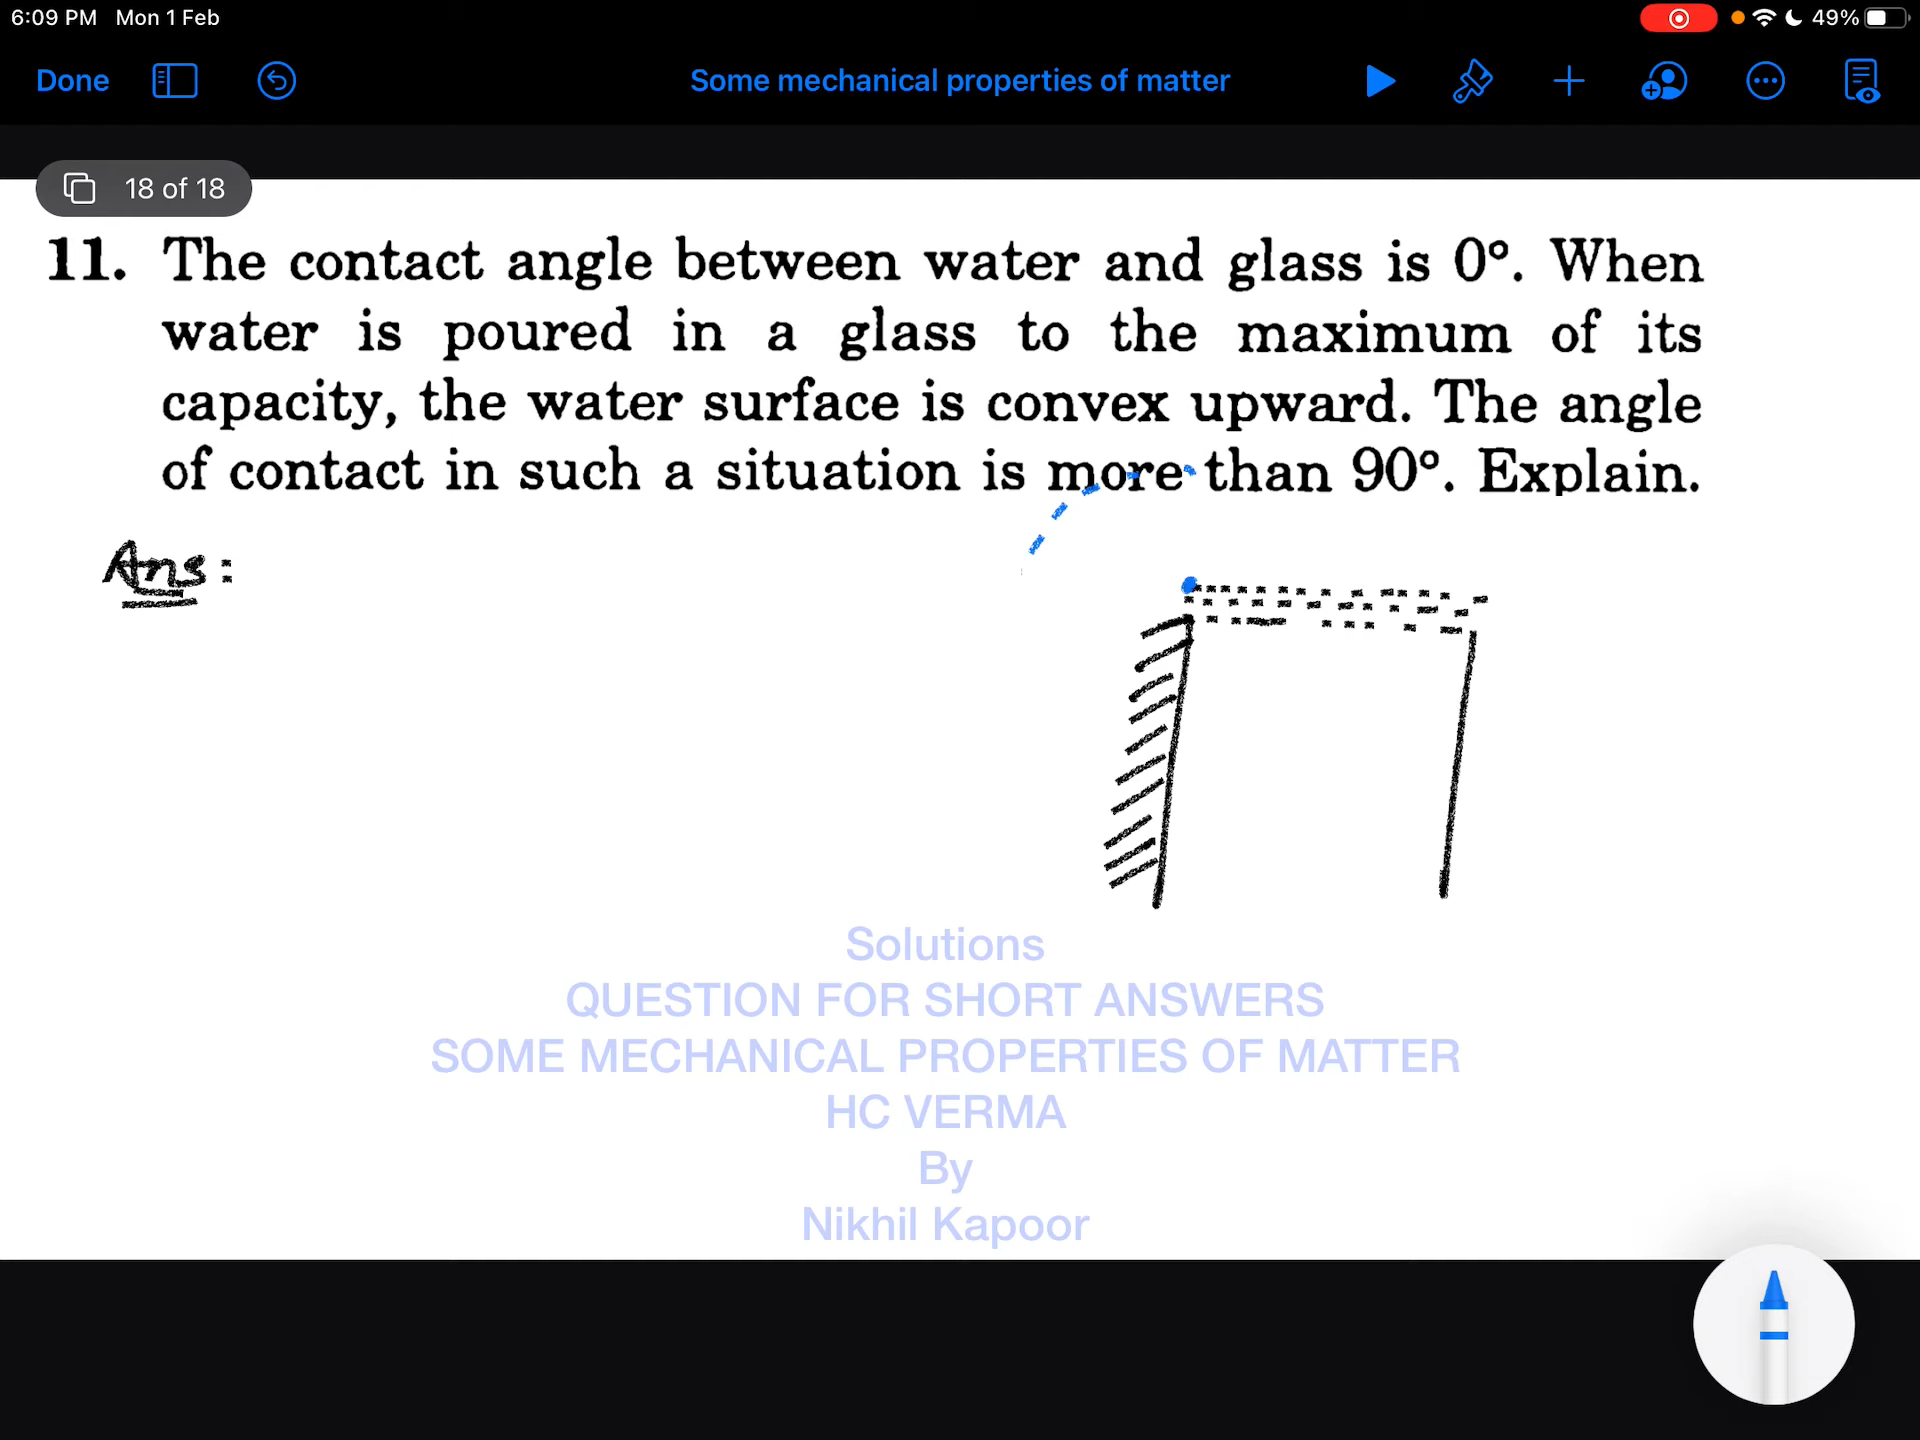 6:09 PM Mon 1 Feb
49%
Done
Some mechanical properties of matter
18 of 18
11. The contact angle between water and glass is 0°. When
water is poured in a glass to the maximum of its
capacity, the water surface is convex upward. The angle
of contact in such a situation is more than 90°. Explain.
Ans:
Solutions
QUESTION FOR SHORT ANSWERS
SOME MECHANICAL PROPERTIES OF MATTER
HC VERMA
By
Nikhil Kapoor